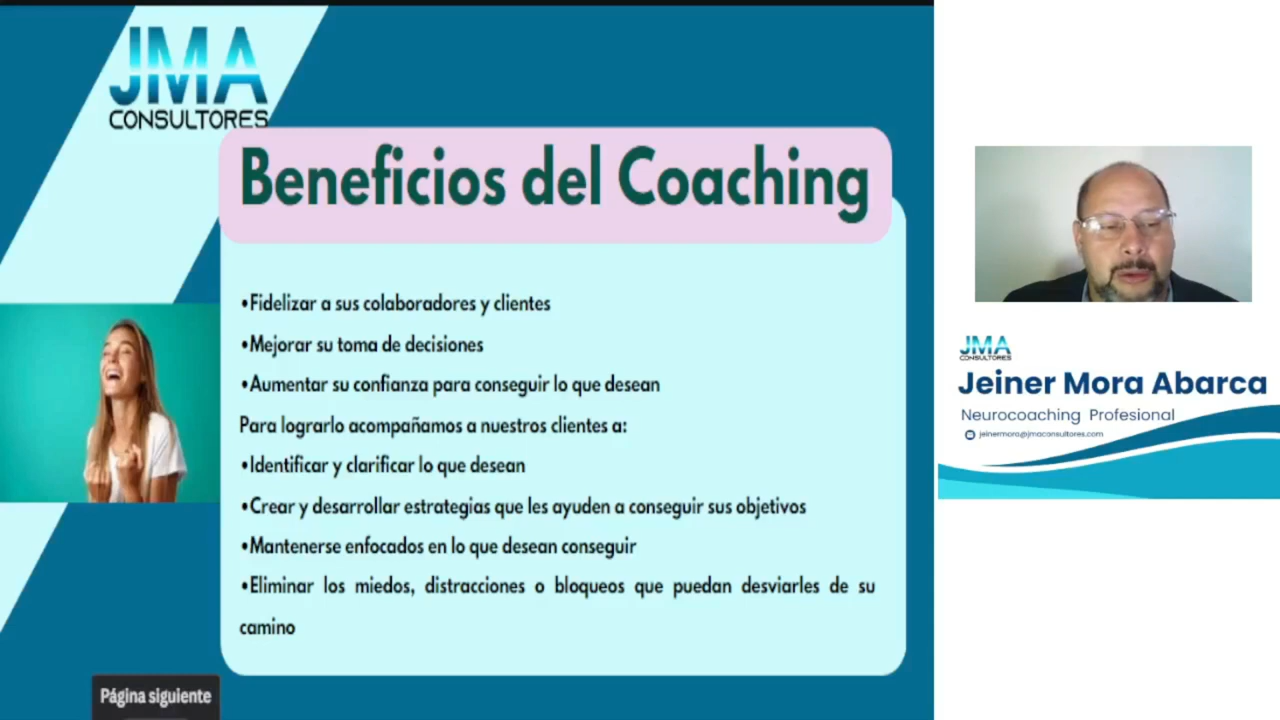 JMA
CONSULTORES
Beneficios del Coaching
•Fidelizar a sus colaboradores y clientes
•Mejorar su toma de decisiones
•Aumentar su confianza para conseguir lo que desean
Para lograrlo acompañamos a nuestros clientes a:
•Identificar y clarificar lo que desean
•Crear y desarrollar estrategias que les ayuden a conseguir sus objetivos
•Mantenerse enfocados en lo que desean conseguir
•Eliminar los miedos, distracciones o bloqueos que puedan desviarles de su
camino
Página siguiente
JMA
CONSULTORES
Jeiner Mora Abarca
Neurocoaching Profesional
jeinermora@jmaconsultores.com